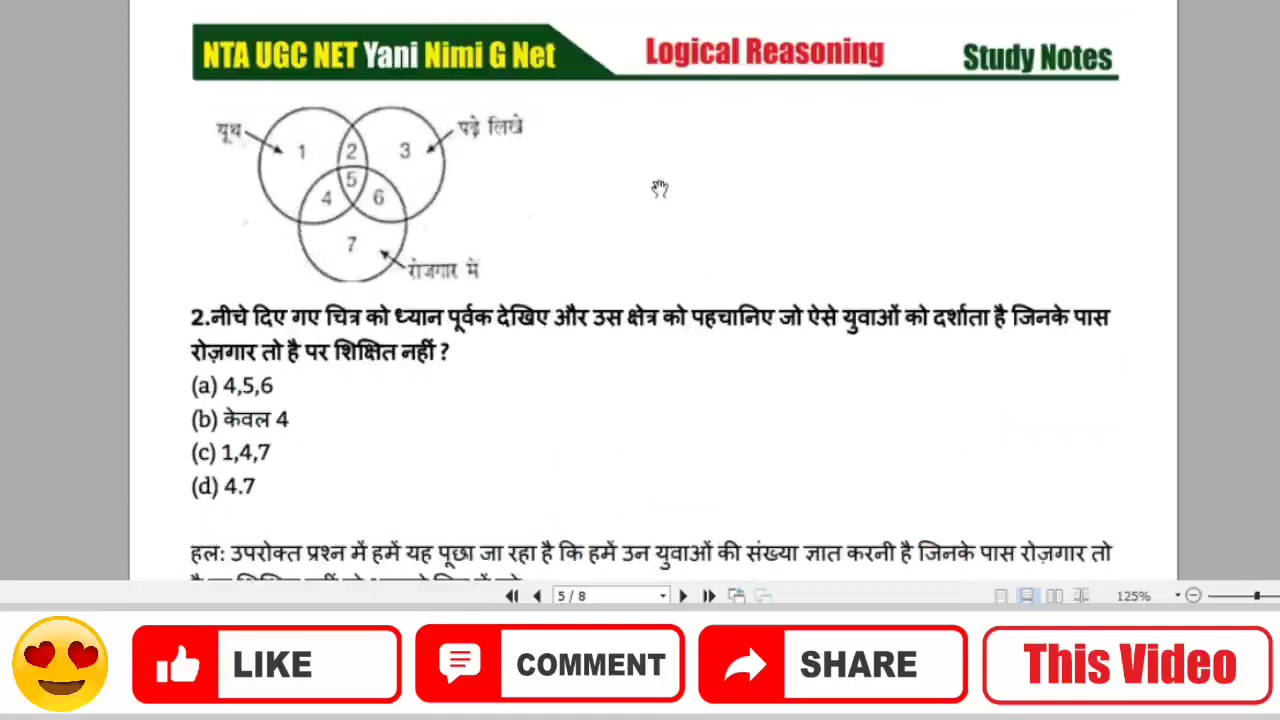 NTA UGC NET Yani Nimi G Net
Logical Reasoning
Study Notes
यूथ
पढ़े लिखे
1
2
3
5
4
6
7
रोजगार में
2.नीचे दिए गए चित्र को ध्यान पूर्वक देखिए और उस क्षेत्र को पहचानिए जो ऐसे युवाओं को दर्शाता है जिनके पास
रोज़गार तो है पर शिक्षित नहीं ?
(a) 4,5,6
(b) केवल 4
(c) 1,4,7
(d) 4.7
हल: उपरोक्त प्रश्न में हमें यह पूछा जा रहा है कि हमें उन युवाओं की संख्या ज्ञात करनी है जिनके पास रोज़गार तो
5 / 8
125%
LIKE
COMMENT
SHARE
This Video